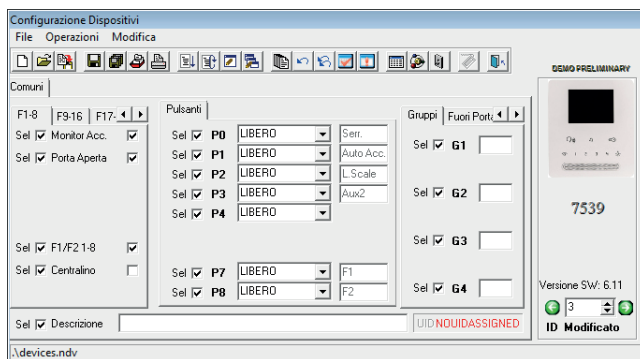 Configurazione Dispositivi
File Operazioni Modifica
DEMO PRELIMINARY
Comuni
F1-8 F9-16 F17-
Sel Monitor Acc.
Sel Porta Aperta
Sel F1/F2 1-8
Sel Centralino
Pulsanti
Sel P0 LIBERO Serr.
Sel P1 LIBERO Auto Acc.
Sel P2 LIBERO L.Scale
Sel P3 LIBERO Aux2
Sel P4 LIBERO
Sel P7 LIBERO F1
Sel P8 LIBERO F2
Gruppi Fuori Porta
Sel G1
Sel G2
Sel G3
Sel G4
7539
Versione SW: 6.11
3
ID Modificato
Sel Descrizione UID NOUIDASSIGNED
.\devices.ndv